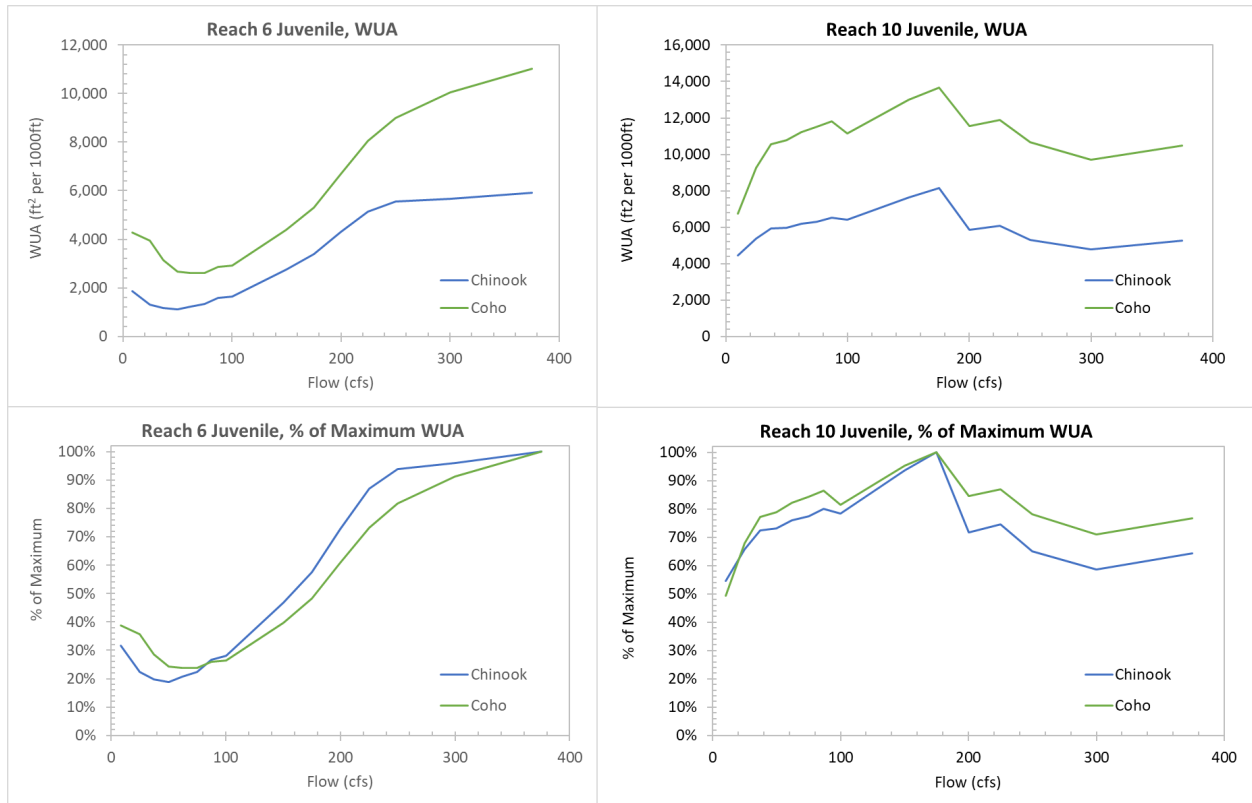 Reach 6 Juvenile, WUA
12,000
10,000
8,000
6,000
4,000
2,000
0
WUA (ft² per 1000ft)
0 100 200 300 400
Flow (cfs)
Chinook
Coho
Reach 10 Juvenile, WUA
16,000
14,000
12,000
10,000
8,000
6,000
4,000
2,000
0
WUA (ft2 per 1000ft)
0 100 200 300 400
Flow (cfs)
Chinook
Coho
Reach 6 Juvenile, % of Maximum WUA
100%
90%
80%
70%
60%
50%
40%
30%
20%
10%
0%
% of Maximum
0 100 200 300 400
Flow (cfs)
Chinook
Coho
Reach 10 Juvenile, % of Maximum WUA
100%
90%
80%
70%
60%
50%
40%
30%
20%
10%
0%
% of Maximum
0 100 200 300 400
Flow (cfs)
Chinook
Coho